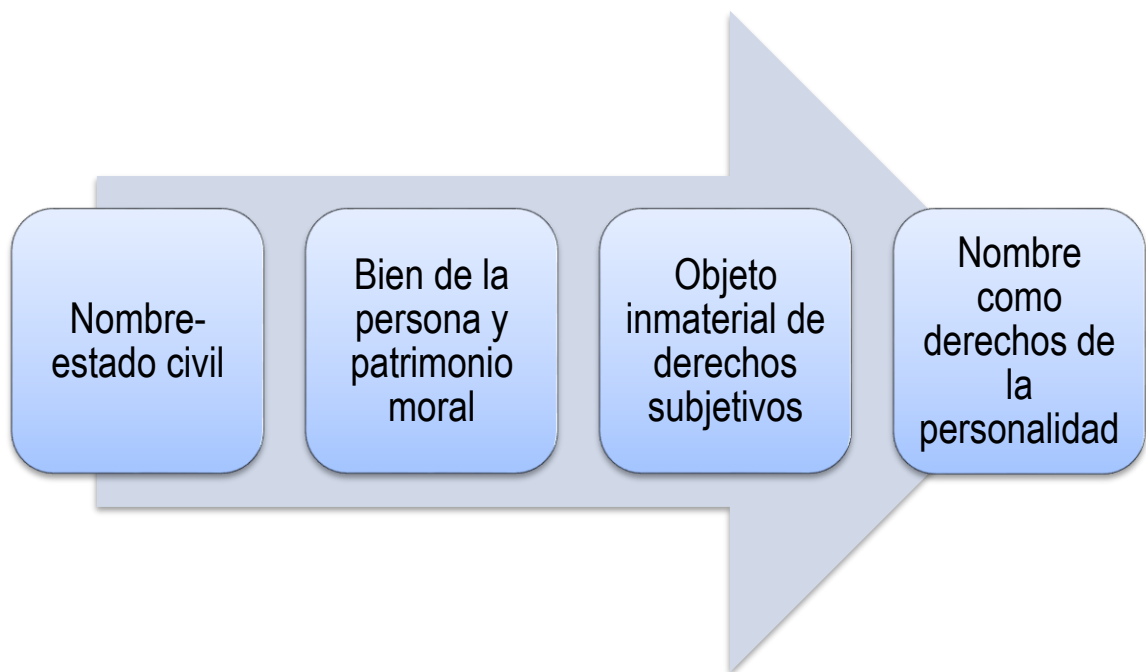 Nombre-
estado civil
Bien de la
persona y
patrimonio
moral
Objeto
inmaterial de
derechos
subjetivos
Nombre
como
derechos de
la
personalidad